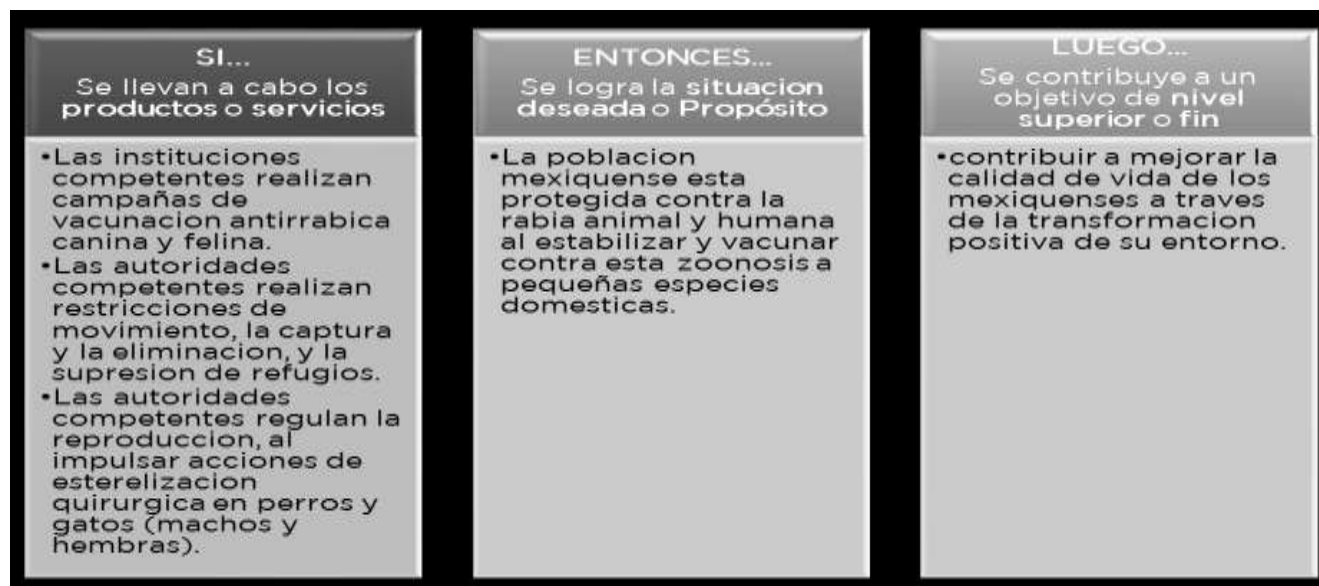 SI...
Se llevan a cabo los
productos o servicios
•Las instituciones
competentes realizan
campañas de
vacunacion antirrabica
canina y felina.
•Las autoridades
competentes realizan
restricciones de
movimiento, la captura
y la eliminacion, y la
supresion de refugios.
•Las autoridades
competentes regulan la
reproduccion, al
impulsar acciones de
esterelizacion
quirurgica en perros y
gatos (machos y
hembras).
ENTONCES...
Se logra la situacion
deseada o Propósito
•La poblacion
mexiquense esta
protegida contra la
rabia animal y humana
al estabilizar y vacunar
contra esta zoonosis a
pequeñas especies
domesticas.
LUEGO...
Se contribuye a un
objetivo de nivel
superior o fin
•contribuir a mejorar la
calidad de vida de los
mexiquenses a traves
de la transformacion
positiva de su entorno.